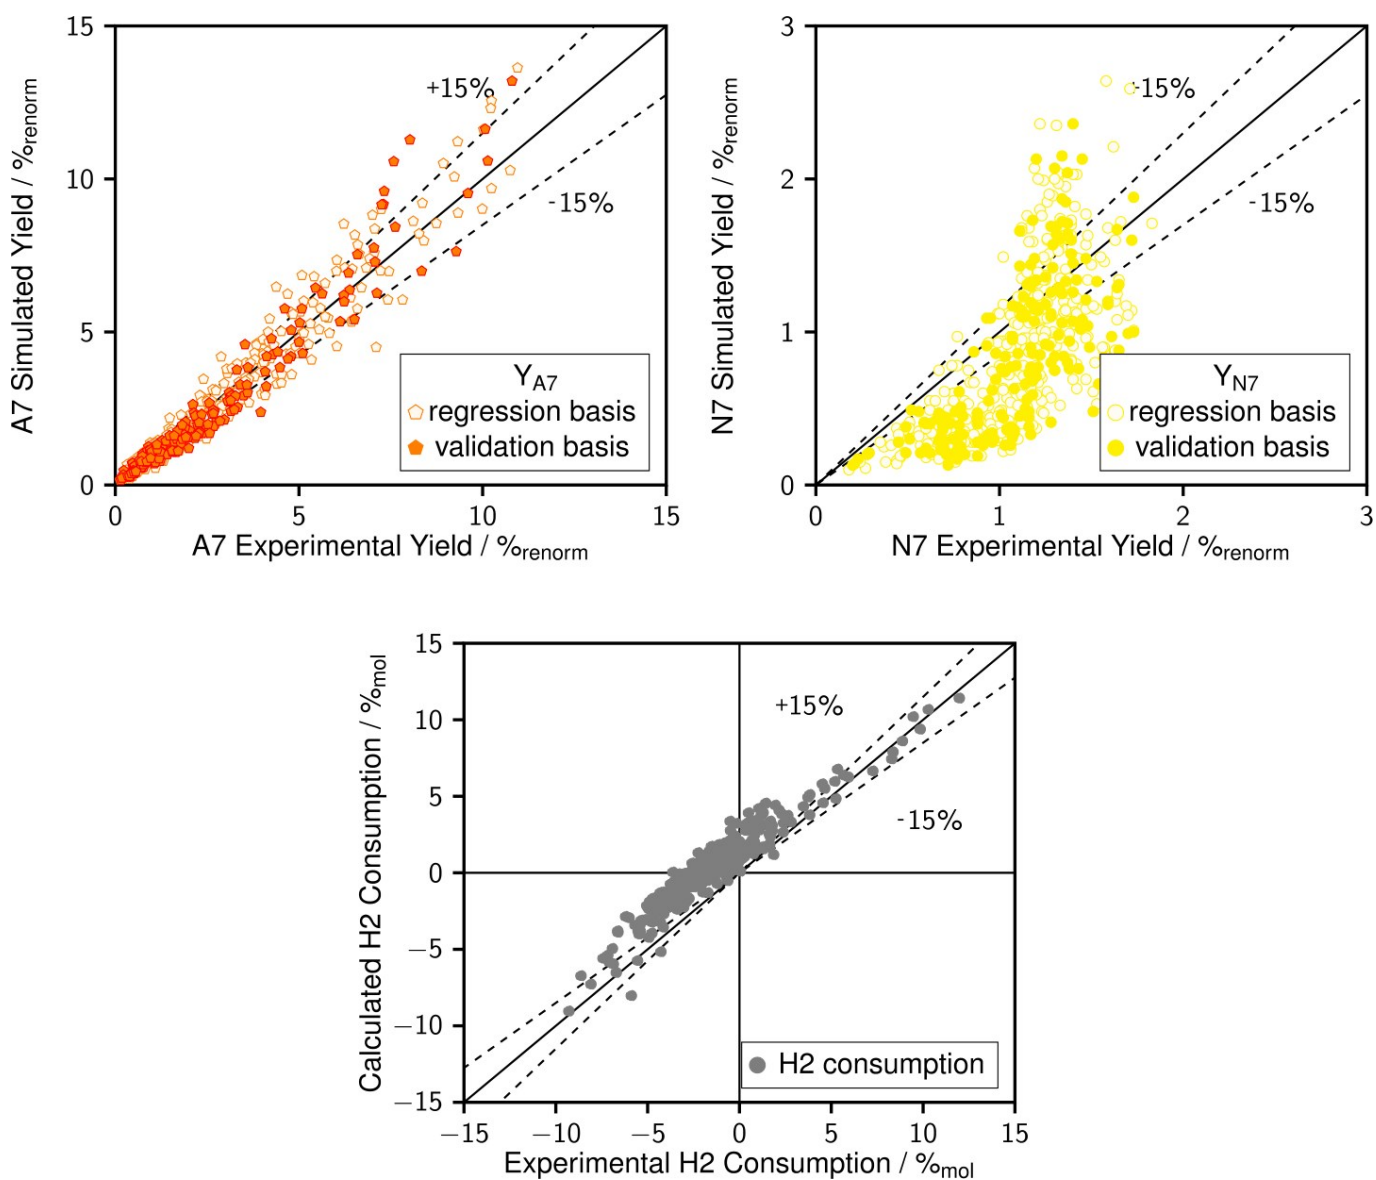 15
10
5
0
0
5
10
15
A7 Simulated Yield / %renorm
A7 Experimental Yield / %renorm
+15%
-15%
YA7
regression basis
validation basis
3
2
1
0
0
1
2
3
N7 Simulated Yield / %renorm
N7 Experimental Yield / %renorm
+15%
-15%
YN7
regression basis
validation basis
15
10
5
0
−5
−10
−15
−15
−10
−5
0
5
10
15
Calculated H2 Consumption / %mol
Experimental H2 Consumption / %mol
+15%
-15%
H2 consumption